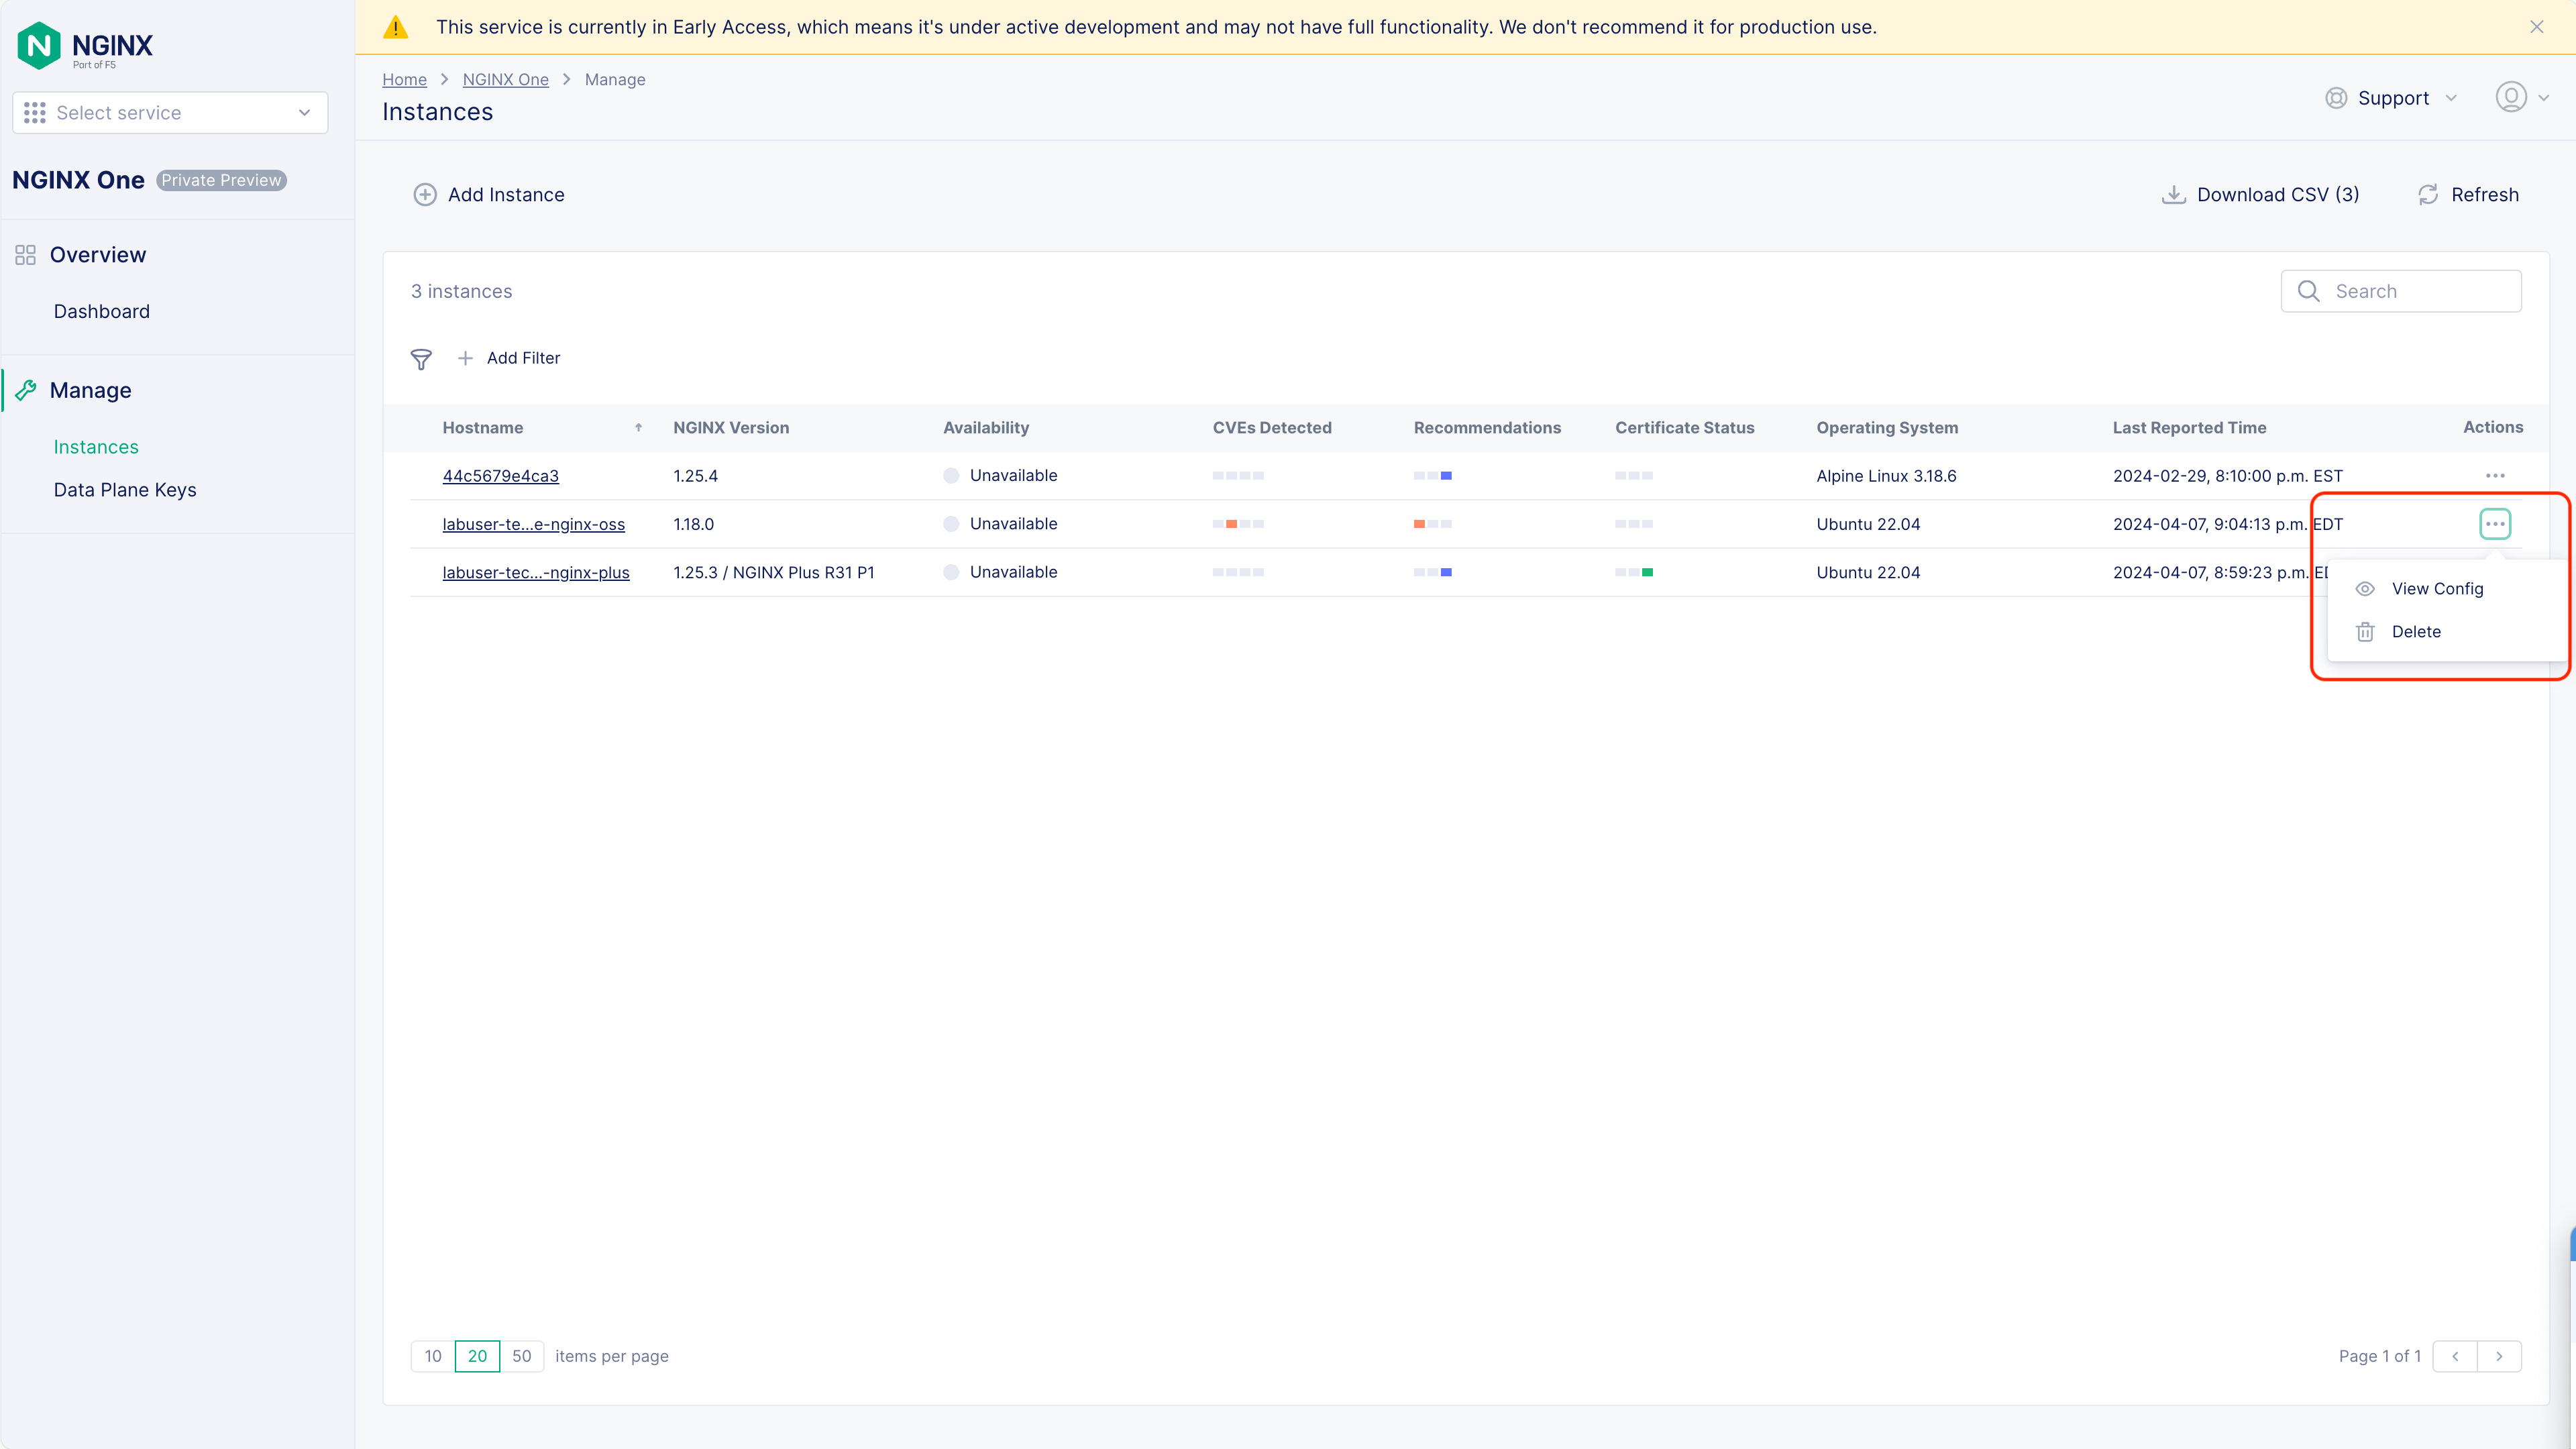 This service is currently in Early Access, which means it's under active development and may not have full functionality. We don't recommend it for production use.
NGINX
Part of F5
Select service
NGINX One Private Preview
Overview
Dashboard
Manage
Instances
Data Plane Keys
Home > NGINX One > Manage
Instances
Support
Add Instance
Download CSV (3)
Refresh
3 instances
Search
Add Filter
Hostname NGINX Version Availability CVEs Detected Recommendations Certificate Status Operating System Last Reported Time Actions
44c5679e4ca3 1.25.4 Unavailable Alpine Linux 3.18.6 2024-02-29, 8:10:00 p.m. EST
labuser-te...e-nginx-oss 1.18.0 Unavailable Ubuntu 22.04 2024-04-07, 9:04:13 p.m. EDT
labuser-tec...-nginx-plus 1.25.3 / NGINX Plus R31 P1 Unavailable Ubuntu 22.04 2024-04-07, 8:59:23 p.m.
View Config
Delete
10 20 50 items per page
Page 1 of 1